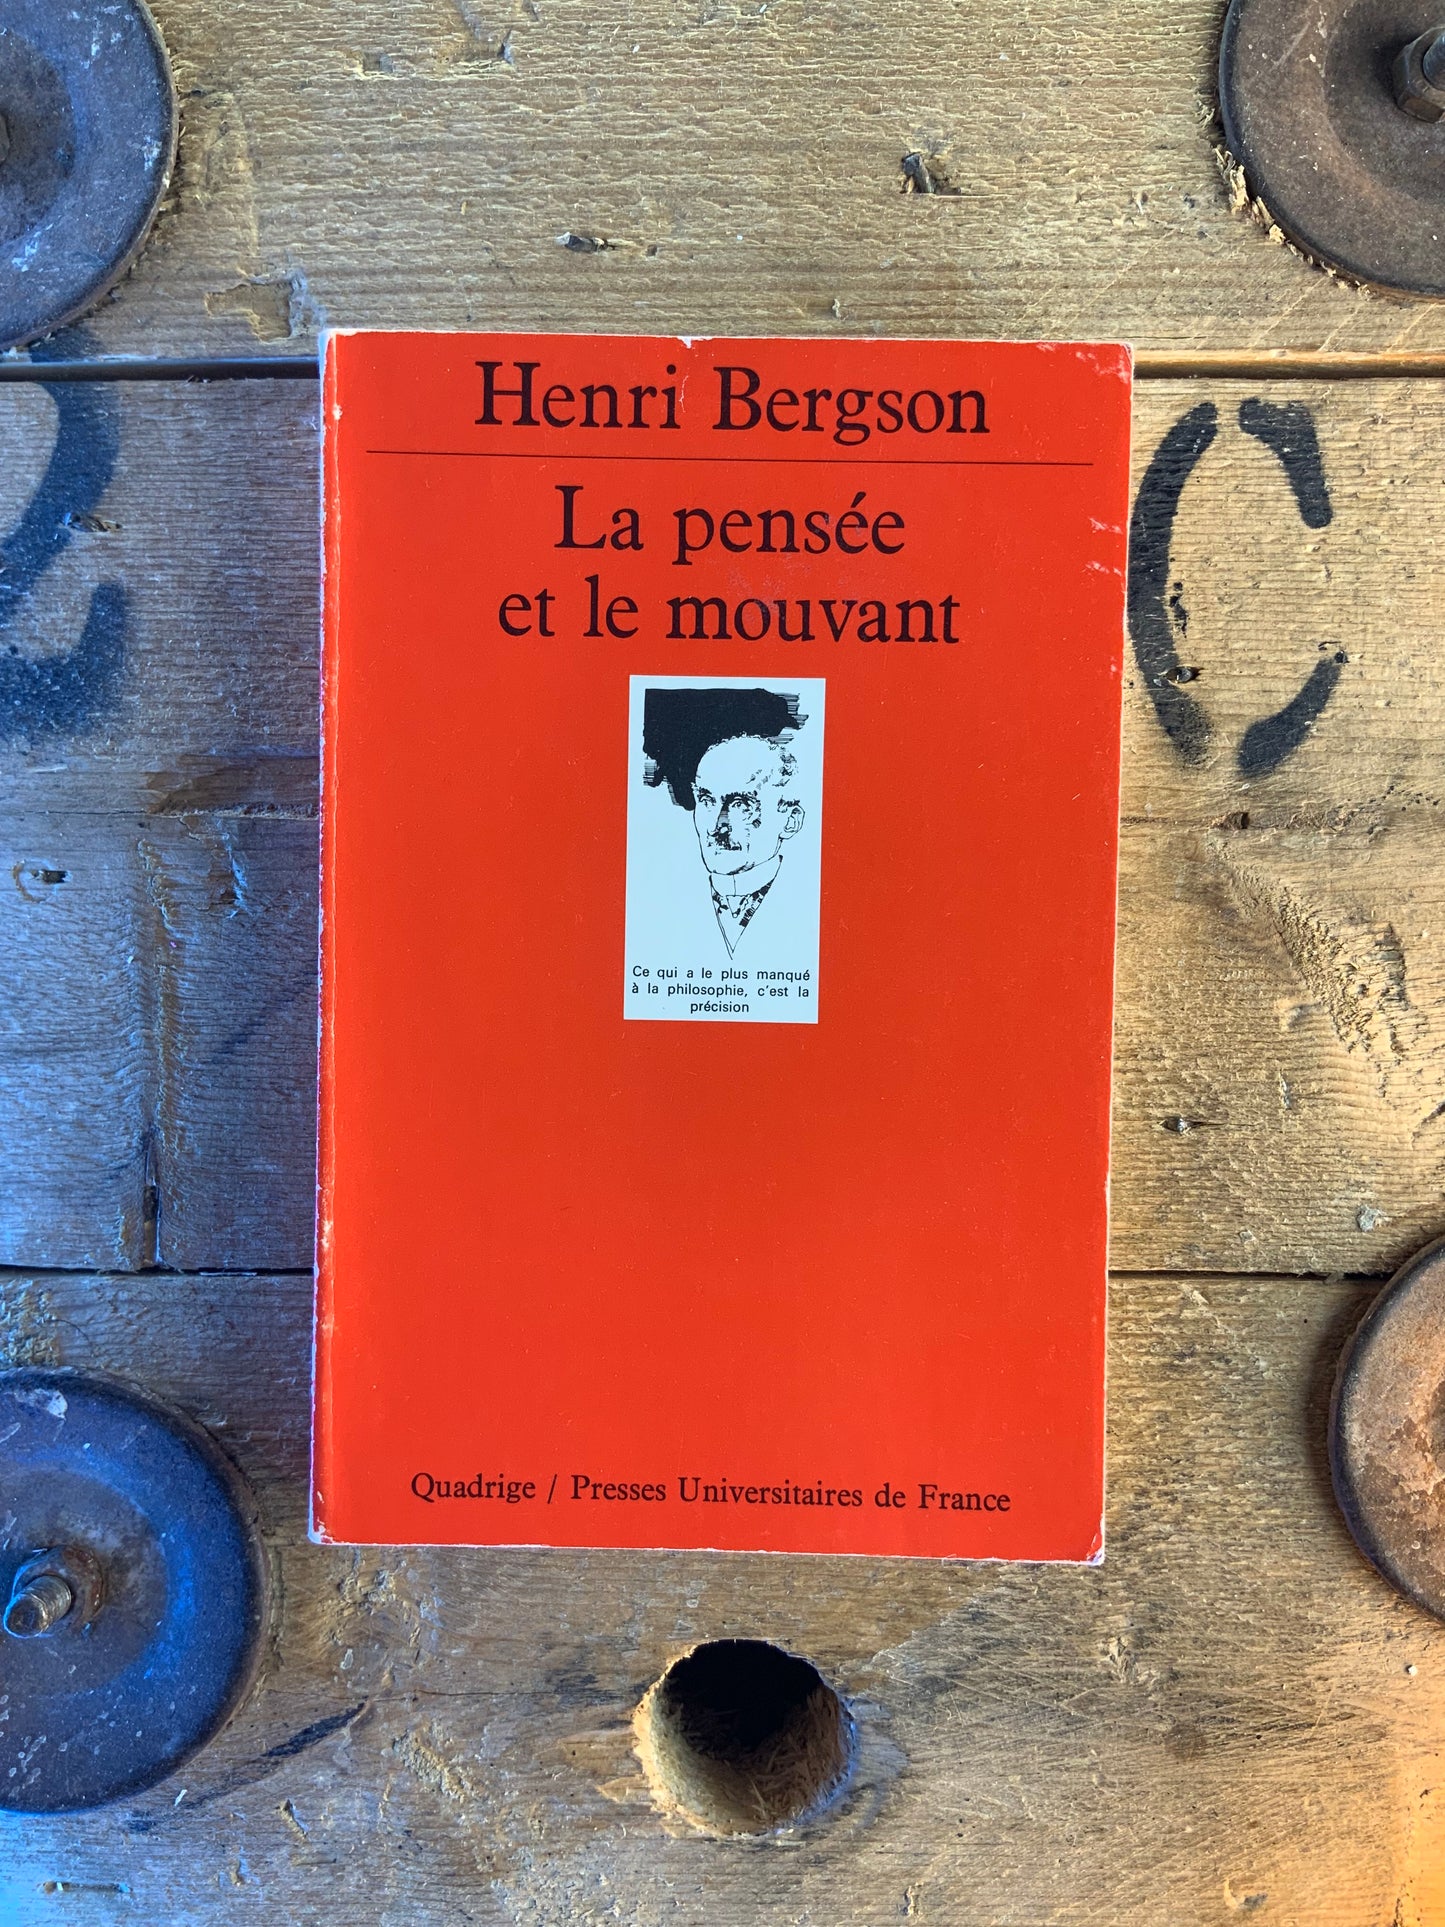 Henri Bergson
La pensée
et le mouvant
Ce qui a le plus manqué
à la philosophie, c'est la
précision
Quadrige / Presses Universitaires de France
C